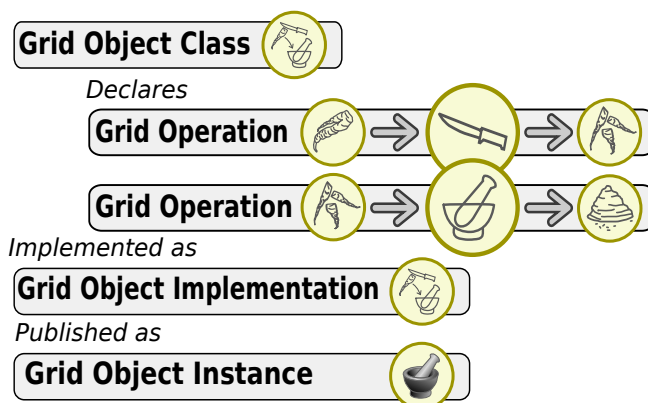 Grid Object Class
Declares
Grid Operation
Grid Operation
Implemented as
Grid Object Implementation
Published as
Grid Object Instance